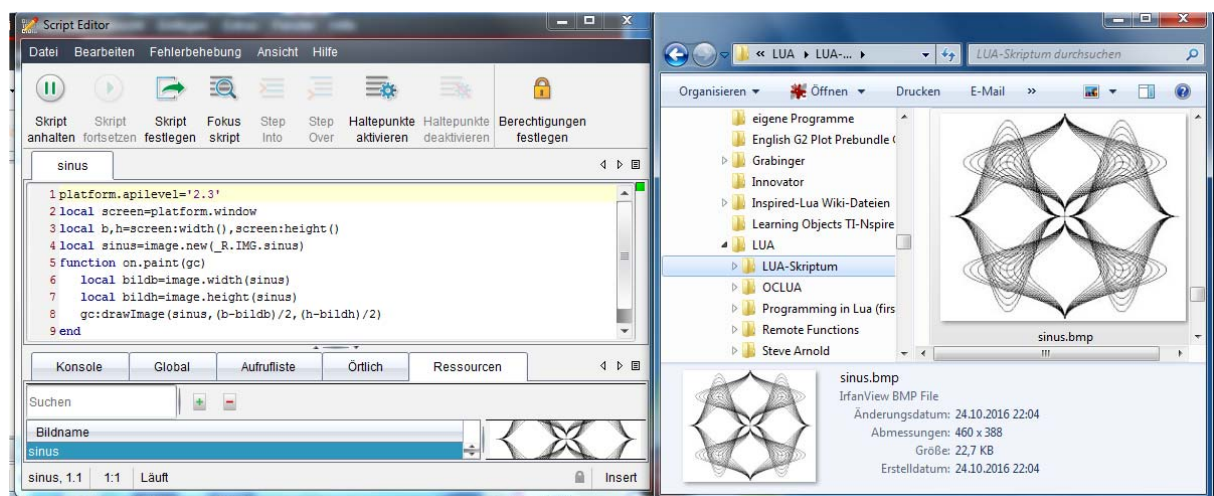 Script Editor
Datei Bearbeiten Fehlerbehebung Ansicht Hilfe
Skript anhalten
Skript fortsetzen
Skript festlegen
Fokus skript
Step Into
Step Over
Haltepunkte aktivieren
Haltepunkte deaktivieren
Berechtigungen festlegen
sinus
1 platform.apilevel='2.3'
2 local screen=platform.window
3 local b,h=screen:width(),screen:height()
4 local sinus=image.new(_R.IMG.sinus)
5 function on.paint(gc)
6 local bildb=image.width(sinus)
7 local bildh=image.height(sinus)
8 gc:drawImage(sinus,(b-bildb)/2,(h-bildh)/2)
9 end
Konsole Global Aufrufliste Örtlich Ressourcen
Suchen
Bildname
sinus
sinus, 1.1 1:1 Läuft Insert
« LUA ▸ LUA-... ▸ LUA-Skriptum durchsuchen
Organisieren Öffnen Drucken E-Mail »
eigene Programme
English G2 Plot Prebundle
Grabinger
Innovator
Inspired-Lua Wiki-Dateien
Learning Objects TI-Nspire
LUA
LUA-Skriptum
OCLUA
Programming in Lua (firs
Remote Functions
Steve Arnold
sinus.bmp
sinus.bmp
IrfanView BMP File
Änderungsdatum: 24.10.2016 22:04
Abmessungen: 460 x 388
Größe: 22,7 KB
Erstelldatum: 24.10.2016 22:04